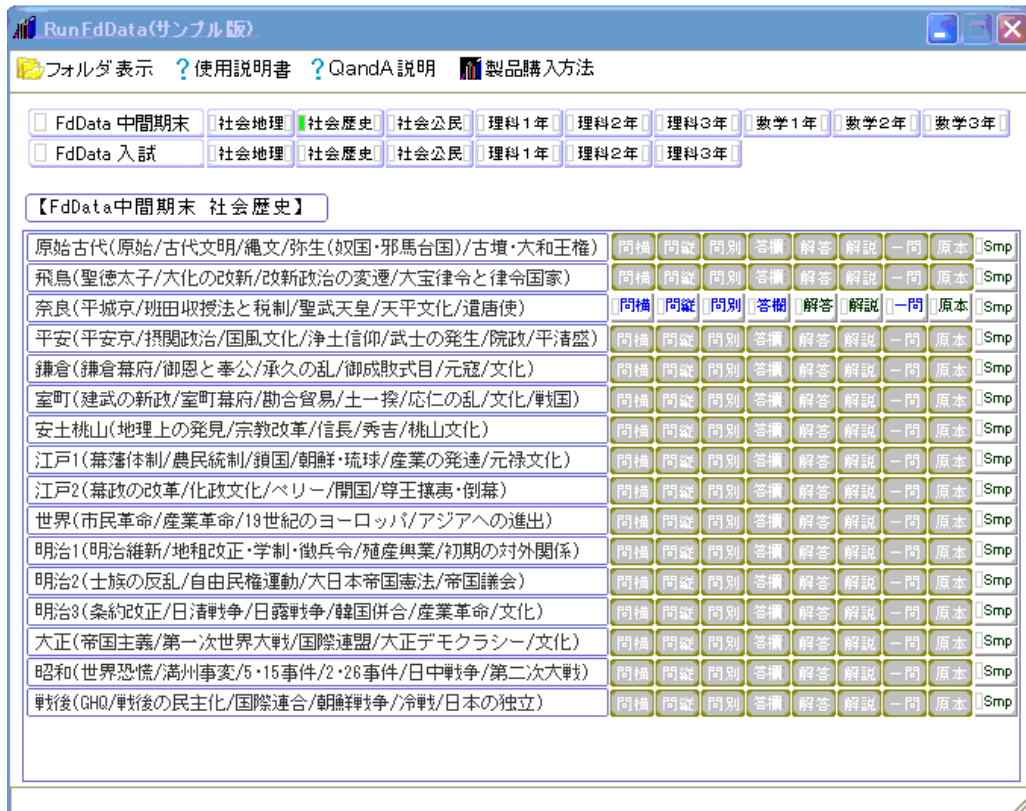 RunFdData(サンプル版)
フォルダ表示 ?使用説明書 ?QandA説明 製品購入方法
FdData 中間期末 社会地理 社会歴史 社会公民 理科1年 理科2年 理科3年 数学1年 数学2年 数学3年
FdData 入試 社会地理 社会歴史 社会公民 理科1年 理科2年 理科3年
【FdData中間期末 社会歴史】
原始古代(原始/古代文明/縄文/弥生(奴国・邪馬台国)/古墳・大和王権) 問横 問縦 問別 答欄 解答 解説 一問 原本 Smp
飛鳥(聖徳太子/大化の改新/改新政治の変遷/大宝律令と律令国家) 問横 問縦 問別 答欄 解答 解説 一問 原本 Smp
奈良(平城京/班田収授法と税制/聖武天皇/天平文化/遣唐使) 問横 問縦 問別 答欄 解答 解説 一問 原本 Smp
平安(平安京/摂関政治/国風文化/浄土信仰/武士の発生/院政/平清盛) 問横 問縦 問別 答欄 解答 解説 一問 原本 Smp
鎌倉(鎌倉幕府/御恩と奉公/承久の乱/御成敗式目/元寇/文化) 問横 問縦 問別 答欄 解答 解説 一問 原本 Smp
室町(建武の新政/室町幕府/勘合貿易/土一揆/応仁の乱/文化/戦国) 問横 問縦 問別 答欄 解答 解説 一問 原本 Smp
安土桃山(地理上の発見/宗教改革/信長/秀吉/桃山文化) 問横 問縦 問別 答欄 解答 解説 一問 原本 Smp
江戸1(幕藩体制/農民統制/鎖国/朝鮮・琉球/産業の発達/元禄文化) 問横 問縦 問別 答欄 解答 解説 一問 原本 Smp
江戸2(幕政の改革/化政文化/ペリー/開国/尊王攘夷・倒幕) 問横 問縦 問別 答欄 解答 解説 一問 原本 Smp
世界(市民革命/産業革命/19世紀のヨーロッパ/アジアへの進出) 問横 問縦 問別 答欄 解答 解説 一問 原本 Smp
明治1(明治維新/地租改正・学制・徴兵令/殖産興業/初期の対外関係) 問横 問縦 問別 答欄 解答 解説 一問 原本 Smp
明治2(士族の反乱/自由民権運動/大日本帝国憲法/帝国議会) 問横 問縦 問別 答欄 解答 解説 一問 原本 Smp
明治3(条約改正/日清戦争/日露戦争/韓国併合/産業革命/文化) 問横 問縦 問別 答欄 解答 解説 一問 原本 Smp
大正(帝国主義/第一次世界大戦/国際連盟/大正デモクラシー/文化) 問横 問縦 問別 答欄 解答 解説 一問 原本 Smp
昭和(世界恐慌/満州事変/5・15事件/2・26事件/日中戦争/第二次大戦) 問横 問縦 問別 答欄 解答 解説 一問 原本 Smp
戦後(GHQ/戦後の民主化/国際連合/朝鮮戦争/冷戦/日本の独立) 問横 問縦 問別 答欄 解答 解説 一問 原本 Smp